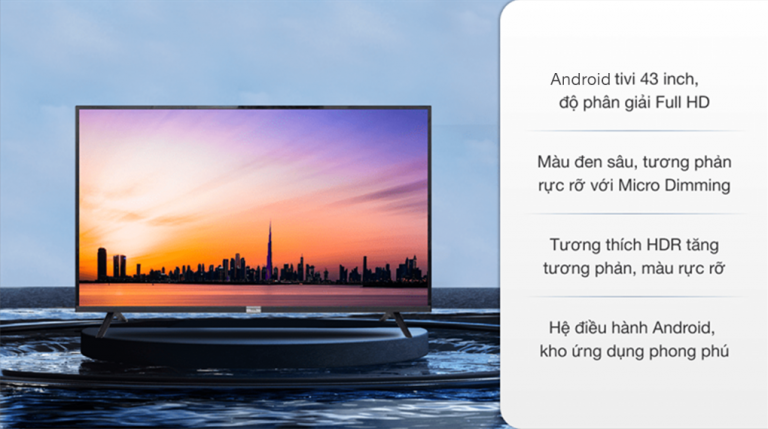 Android tivi 43 inch,
độ phân giải Full HD
Màu đen sâu, tương phản
rực rỡ với Micro Dimming
Tương thích HDR tăng
tương phản, màu rực rỡ
Hệ điều hành Android,
kho ứng dụng phong phú